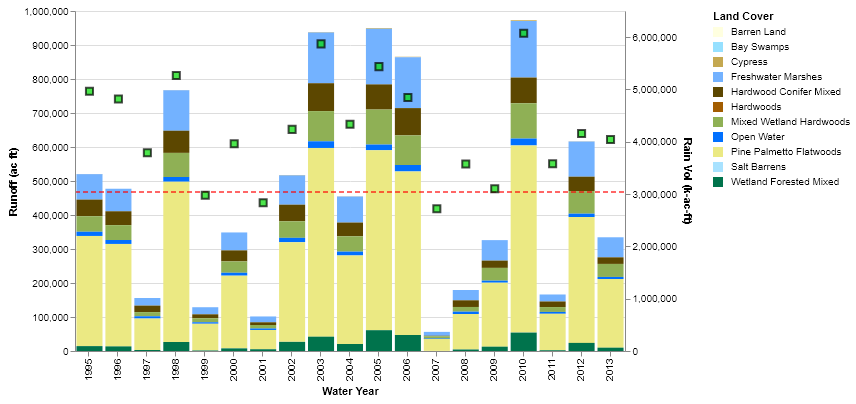 1,000,000
900,000
800,000
700,000
600,000
500,000
400,000
300,000
200,000
100,000
0
Runoff (ac ft)
6,000,000
5,000,000
4,000,000
3,000,000
2,000,000
1,000,000
0
Rain Vol (k-ac-ft)
1995
1996
1997
1998
1999
2000
2001
2002
2003
2004
2005
2006
2007
2008
2009
2010
2011
2012
2013
Water Year
Land Cover
Barren Land
Bay Swamps
Cypress
Freshwater Marshes
Hardwood Conifer Mixed
Hardwoods
Mixed Wetland Hardwoods
Open Water
Pine Palmetto Flatwoods
Salt Barrens
Wetland Forested Mixed